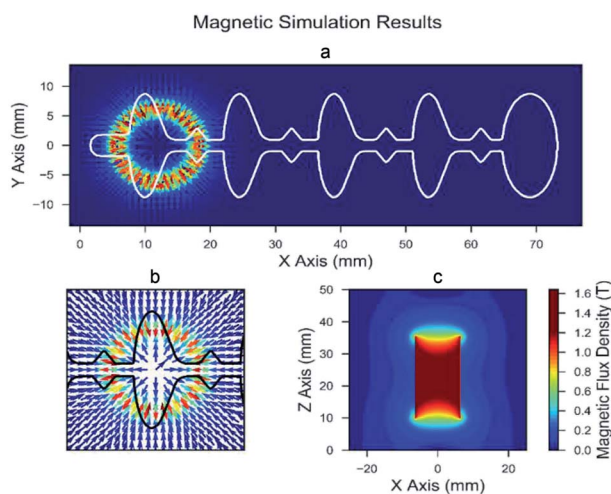 Magnetic Simulation Results
a
Y Axis (mm)
10
5
0
−5
−10
0 10 20 30 40 50 60 70
X Axis (mm)
b
c
Z Axis (mm)
50
40
30
20
10
0
−20 0 20
X Axis (mm)
1.6
1.4
1.2
1.0
0.8
0.6
0.4
0.2
0.0
Magnetic Flux Density (T)